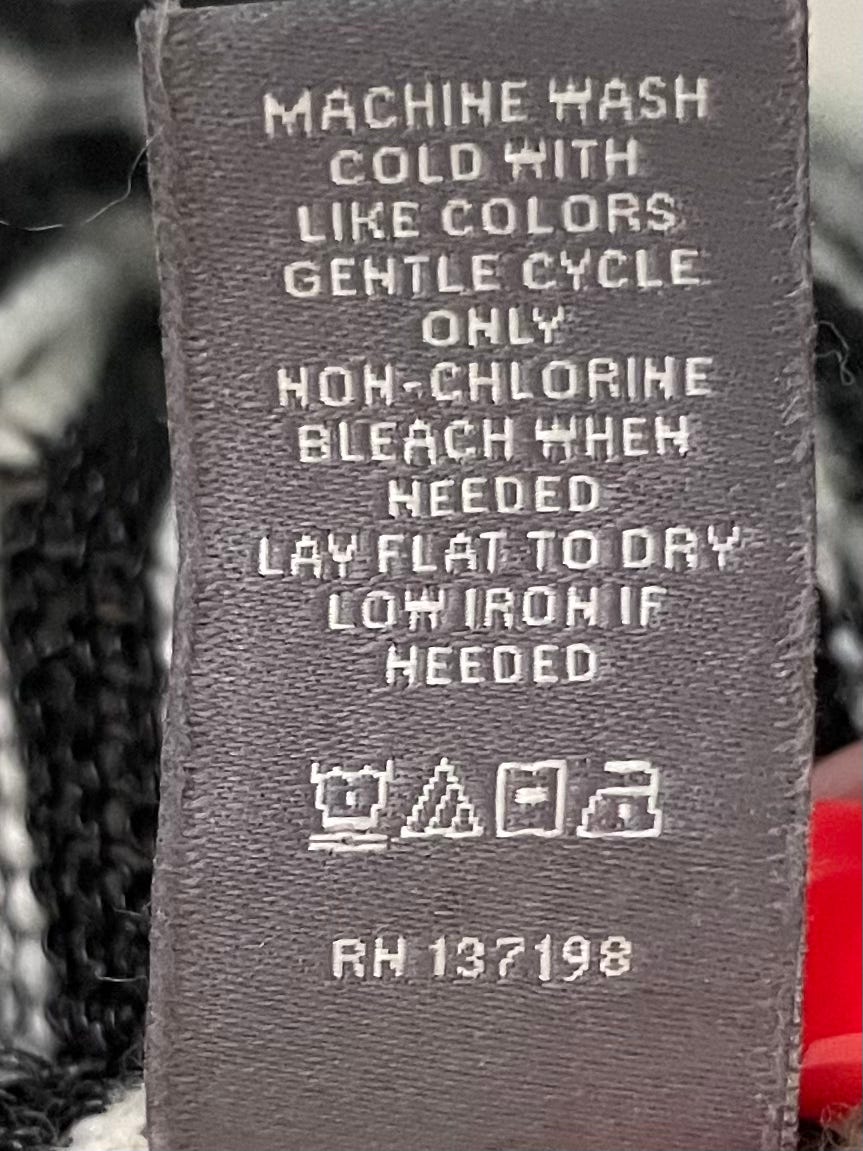 MACHINE WASH
COLD WITH
LIKE COLORS
GENTLE CYCLE
ONLY
NON-CHLORINE
BLEACH WHEN
NEEDED
LAY FLAT TO DRY
LOW IRON IF
NEEDED
RN 137198